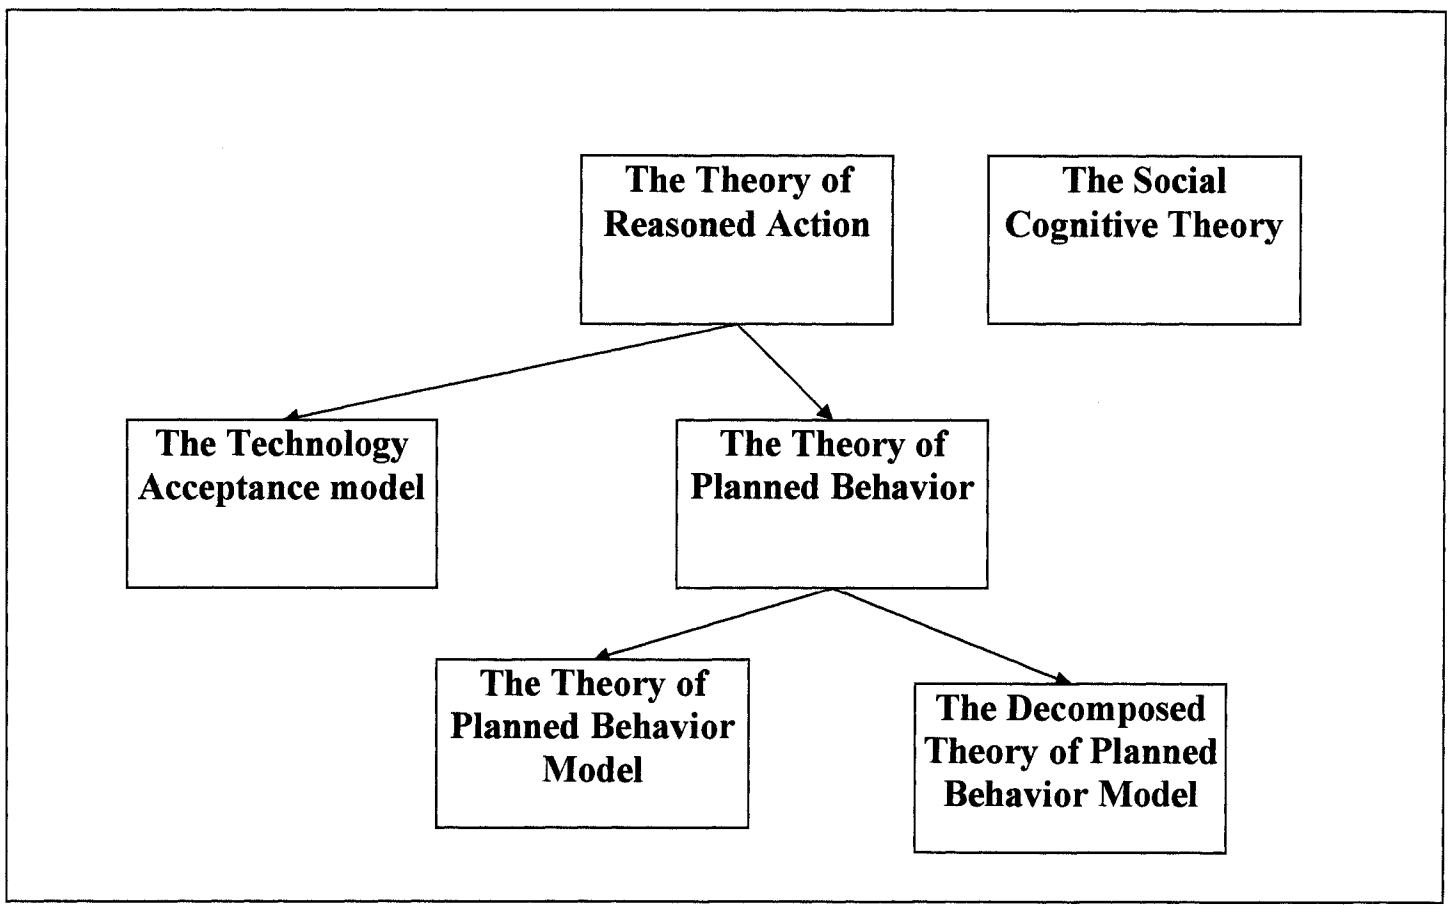 The Theory of
Reasoned Action
The Social
Cognitive Theory
The Technology
Acceptance model
The Theory of
Planned Behavior
The Theory of
Planned Behavior
Model
The Decomposed
Theory of Planned
Behavior Model